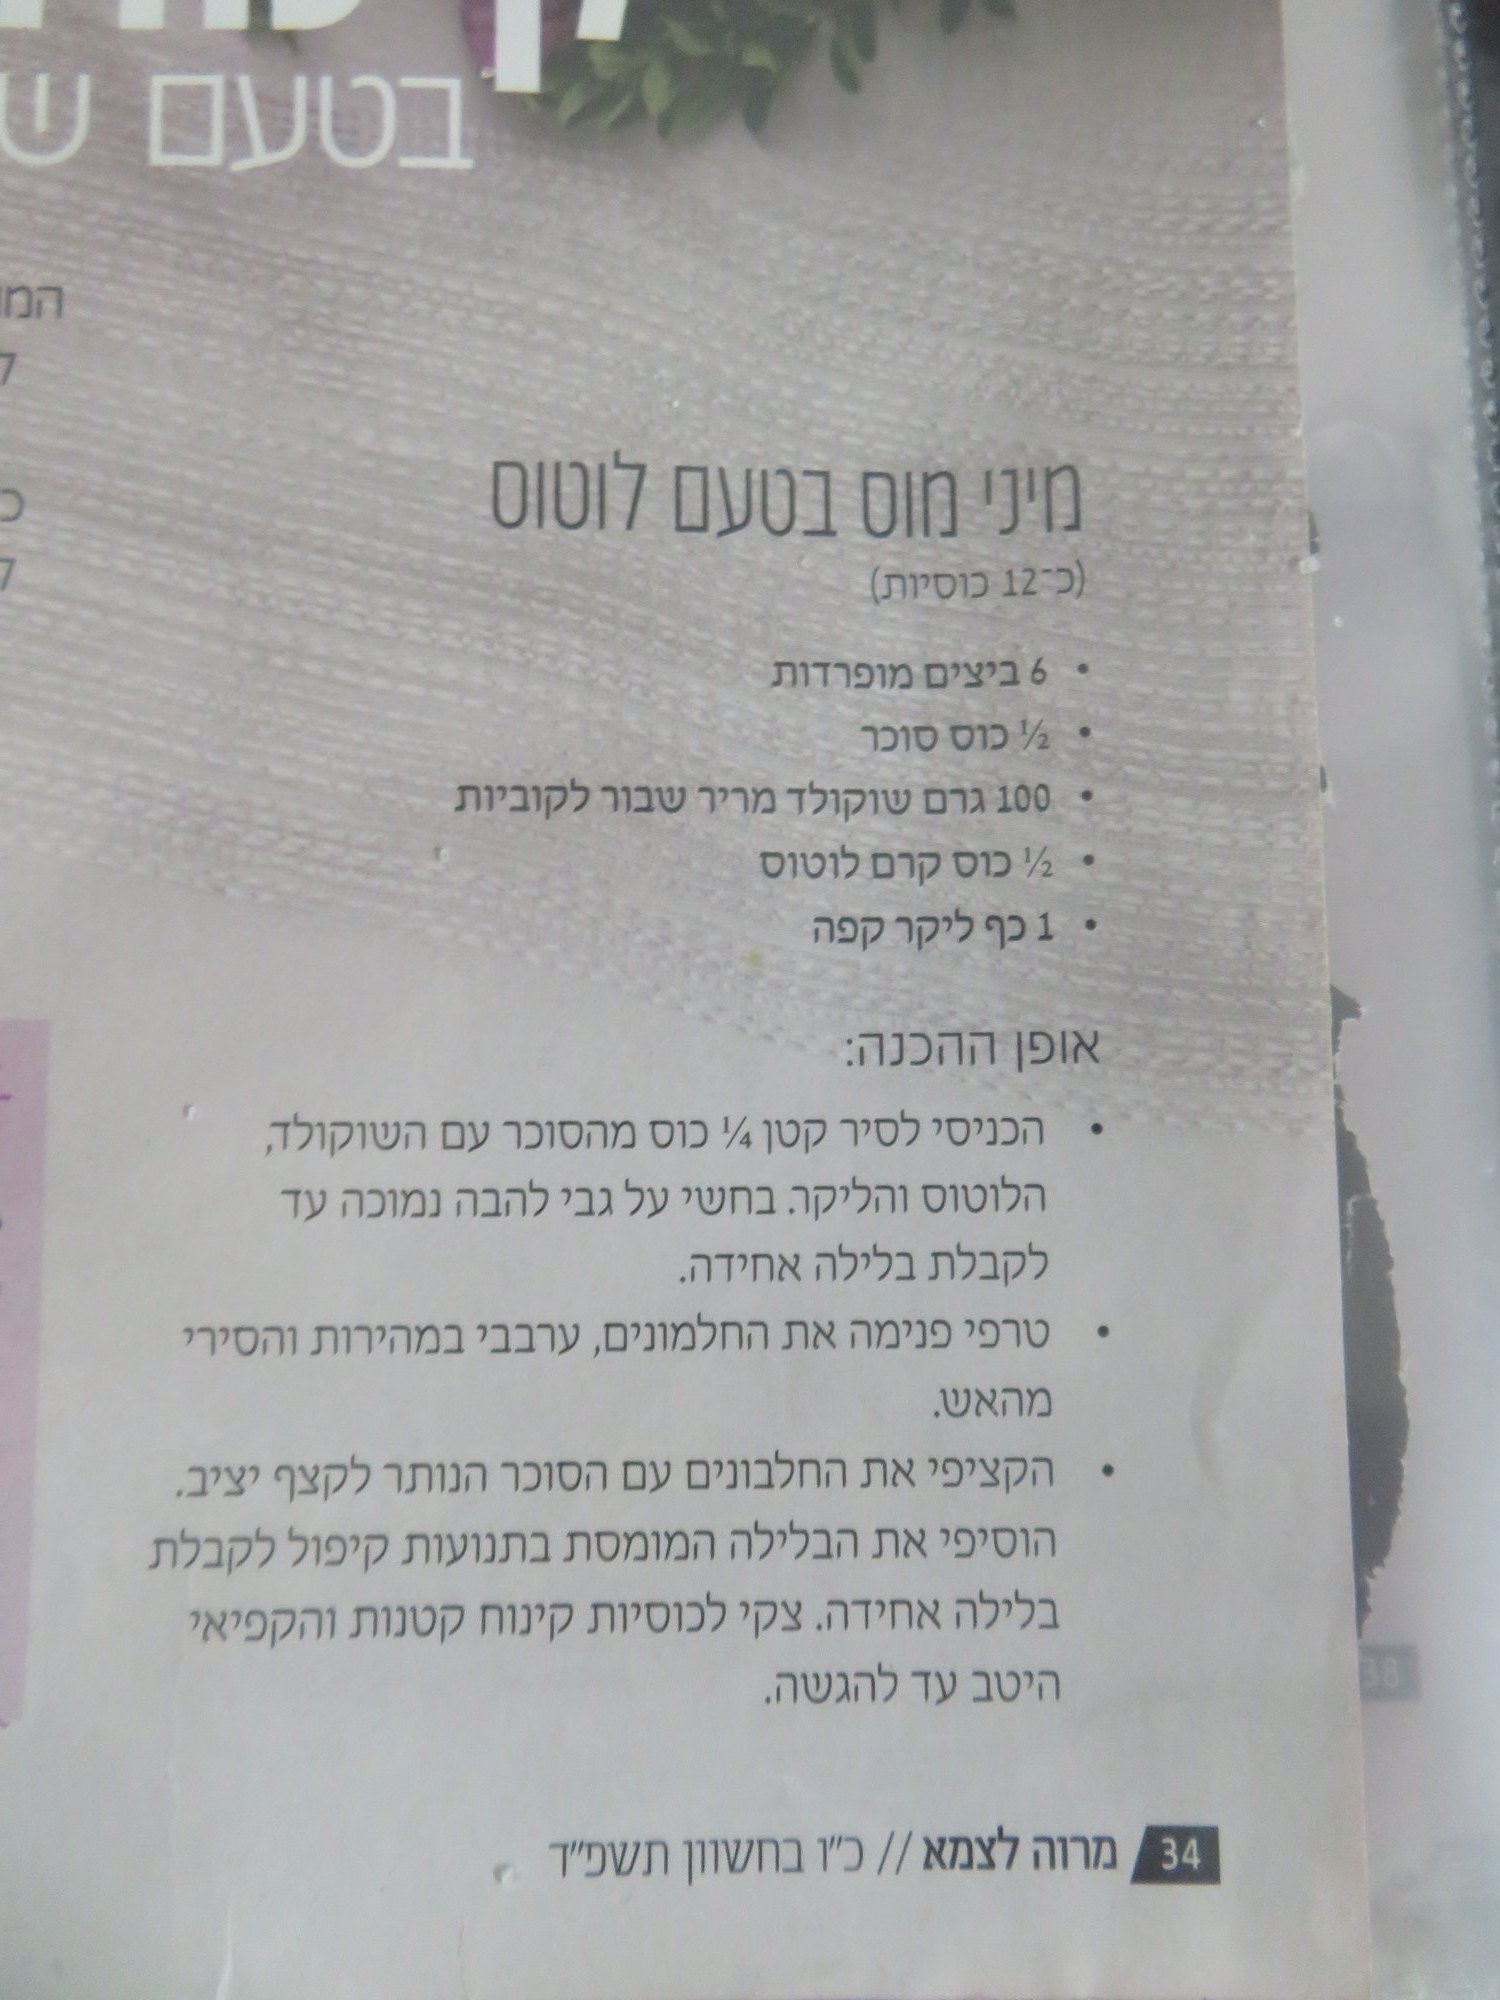 בטעם
מיני מוס בטעם לוטוס
(כ־12 כוסיות)
• 6 ביצים מופרדות
• ½ כוס סוכר
• 100 גרם שוקולד מריר שבור לקוביות
• ½ כוס קרם לוטוס
• 1 כף ליקר קפה
אופן ההכנה:
• הכניסי לסיר קטן ¼ כוס מהסוכר עם השוקולד,
הלוטוס והליקר. בחשי על גבי להבה נמוכה עד
לקבלת בלילה אחידה.
• טרפי פנימה את החלמונים, ערבבי במהירות והסירי
מהאש.
• הקציפי את החלבונים עם הסוכר הנותר לקצף יציב.
הוסיפי את הבלילה המומסת בתנועות קיפול לקבלת
בלילה אחידה. צקי לכוסיות קינוח קטנות והקפיאי
היטב עד להגשה.
34 מרוה לצמא // כ"ו בחשוון תשפ"ד
38